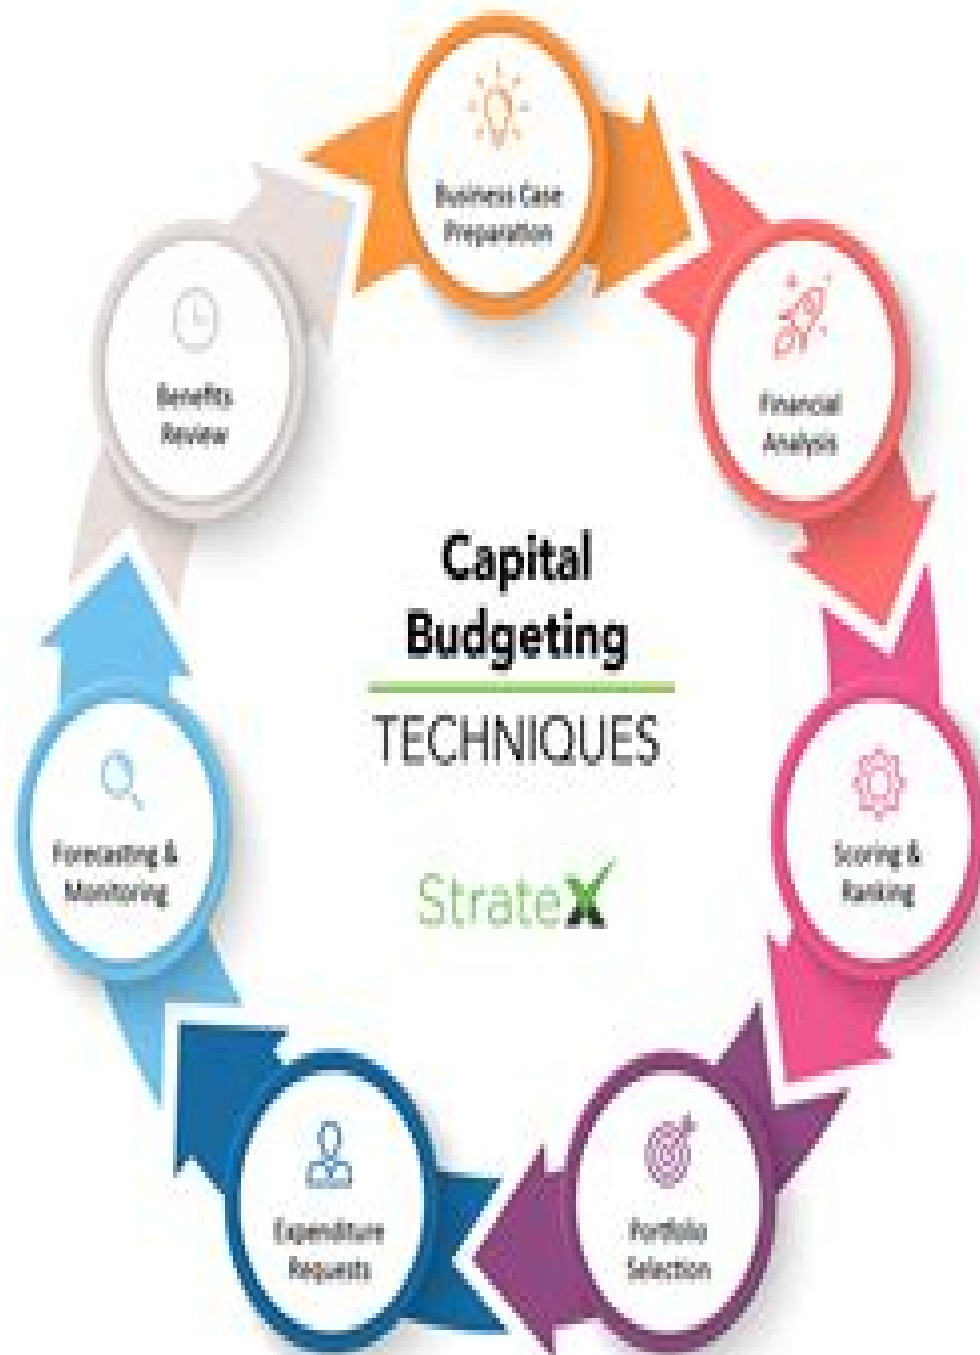 Business Case
Preparation
Financial
Analysis
Scoring &
Ranking
Portfolio
Selection
Expenditure
Requests
Forecasting &
Monitoring
Benefits
Review
Capital
Budgeting
TECHNIQUES
StrateX